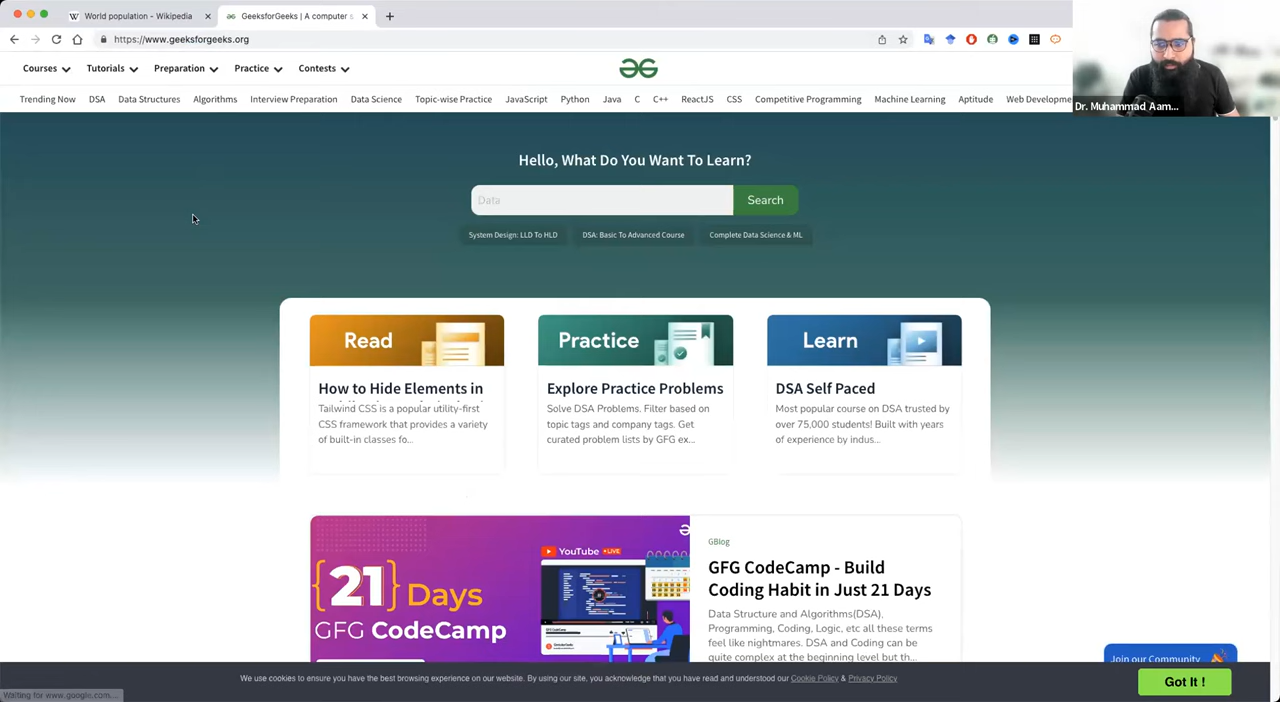 World population - Wikipedia
GeeksforGeeks | A computer s
https://www.geeksforgeeks.org
Courses Tutorials Preparation Practice Contests
Trending Now DSA Data Structures Algorithms Interview Preparation Data Science Topic-wise Practice JavaScript Python Java C C++ ReactJS CSS Competitive Programming Machine Learning Aptitude Web Developme
Dr. Muhammad Aam...
Hello, What Do You Want To Learn?
Data
Search
System Design: LLD To HLD DSA: Basic To Advanced Course Complete Data Science & ML
Read
How to Hide Elements in
Tailwind CSS is a popular utility-first
CSS framework that provides a variety
of built-in classes fo...
Practice
Explore Practice Problems
Solve DSA Problems. Filter based on
topic tags and company tags. Get
curated problem lists by GFG ex...
Learn
DSA Self Paced
Most popular course on DSA trusted by
over 75,000 students! Built with years
of experience by indus...
{21} Days
GFG CodeCamp
YouTube LIVE
GBlog
GFG CodeCamp - Build
Coding Habit in Just 21 Days
Data Structure and Algorithms(DSA),
Programming, Coding, Logic, etc all these terms
feel like nightmares. DSA and Coding can be
quite complex at the beginning level but th...
Join our Community
We use cookies to ensure you have the best browsing experience on our website. By using our site, you acknowledge that you have read and understood our Cookie Policy & Privacy Policy
Got It !
Waiting for www.google.com...